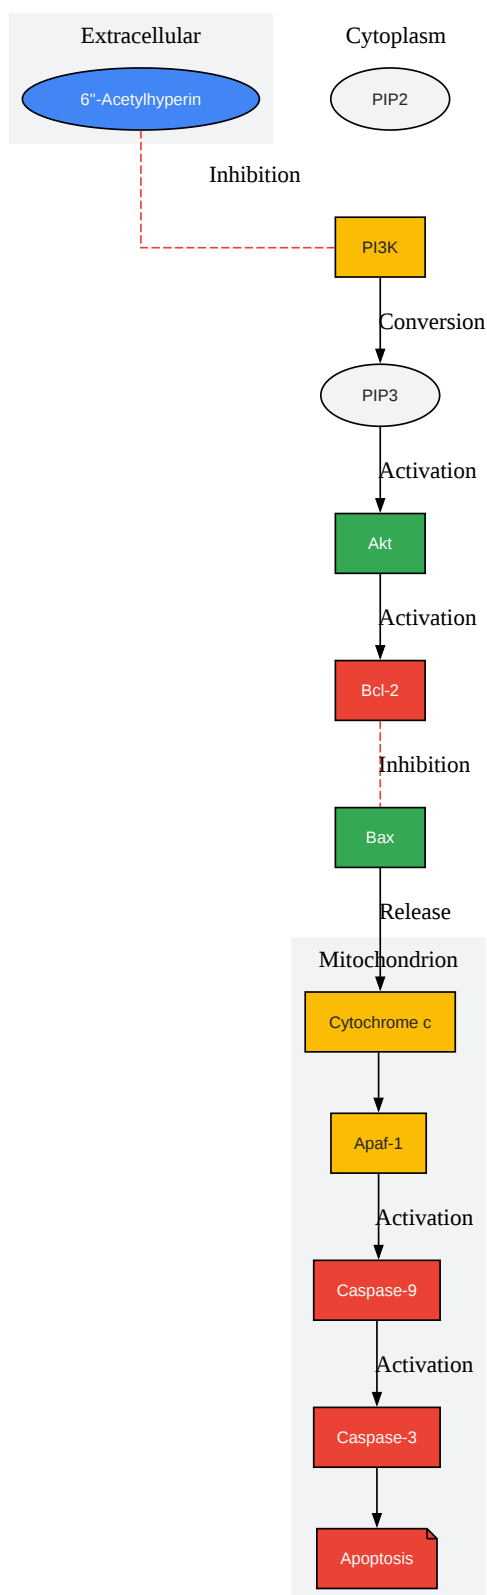 Extracellular
Cytoplasm
6"-Acetylhyperin
PIP2
Inhibition
PI3K
Conversion
PIP3
Activation
Akt
Activation
Bcl-2
Inhibition
Bax
Release
Mitochondrion
Cytochrome c
Apaf-1
Activation
Caspase-9
Activation
Caspase-3
Apoptosis